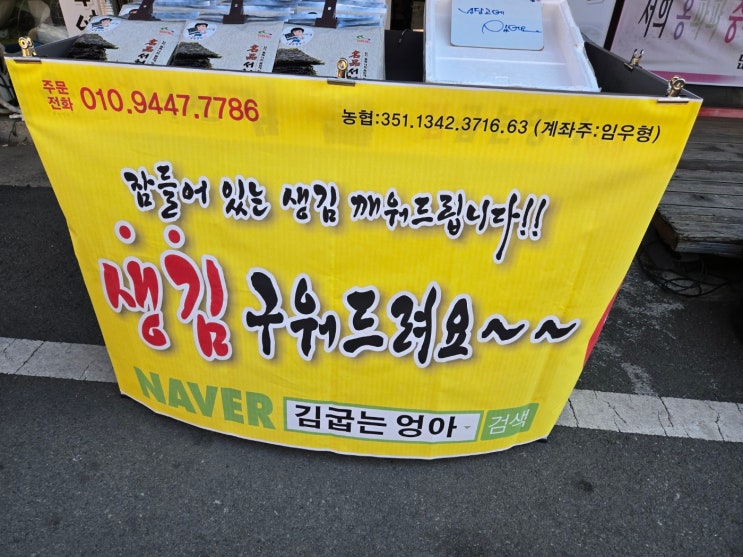 주문
전화 010.9447.7786
농협:351.1342.3716.63 (계좌주:임우형)
잠들어 있는 생김 깨워드립니다!!
생김 구워드려요~~
NAVER 김굽는 엉아 검색